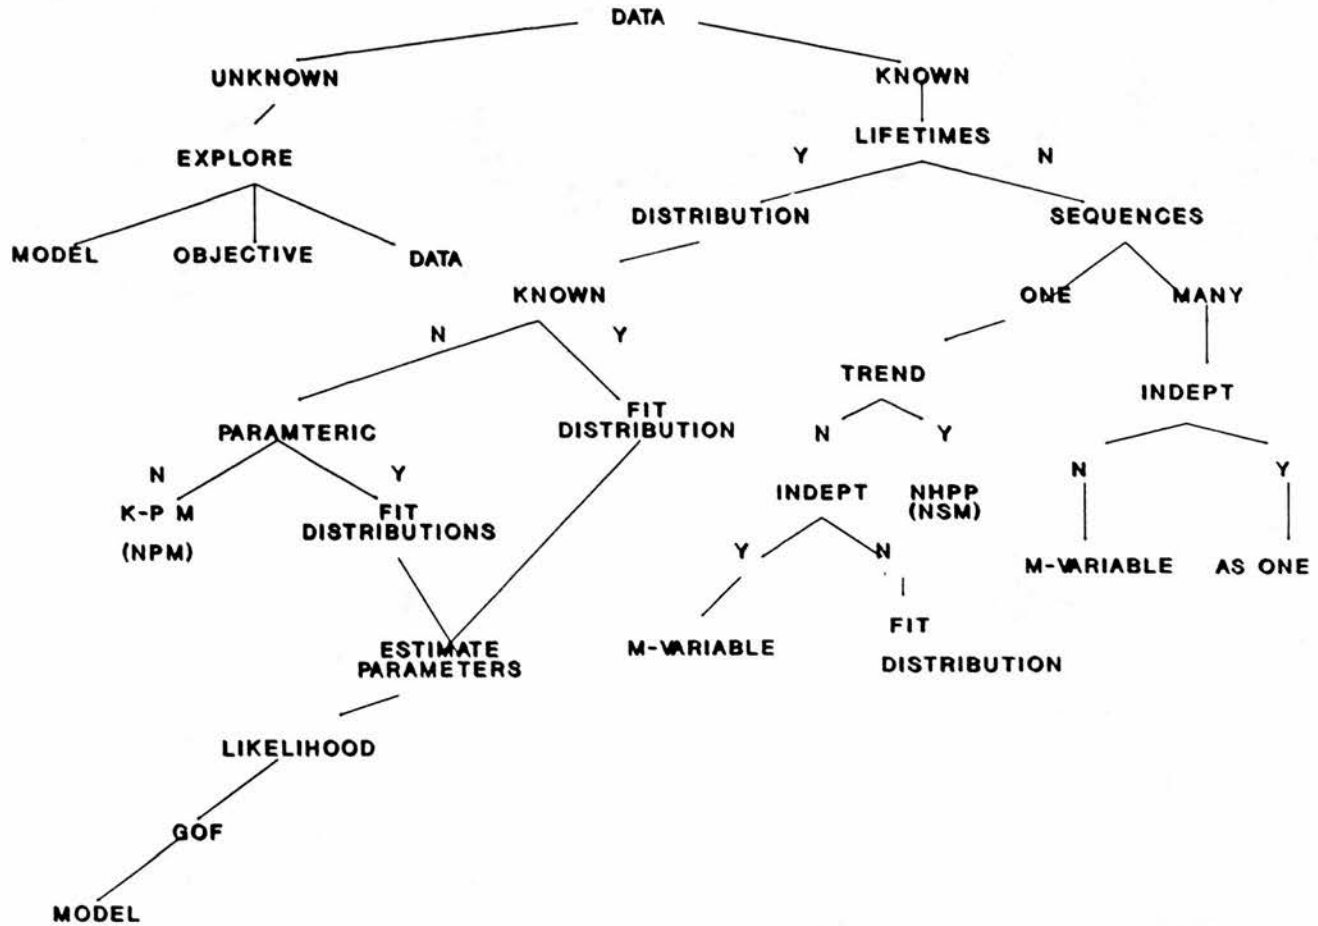 DATA
UNKNOWN
KNOWN
LIFETIMES
Y
N
EXPLORE
DISTRIBUTION
SEQUENCES
MODEL
OBJECTIVE
DATA
KNOWN
ONE
MANY
N
Y
TREND
INDEPT
FIT
DISTRIBUTION
PARAMTERIC
N
Y
N
Y
N
Y
K-P M
(NPM)
FIT
DISTRIBUTIONS
INDEPT
NHPP
(NSM)
Y
N
M-VARIABLE
AS ONE
ESTIMATE
PARAMETERS
M-VARIABLE
FIT
DISTRIBUTION
LIKELIHOOD
GOF
MODEL